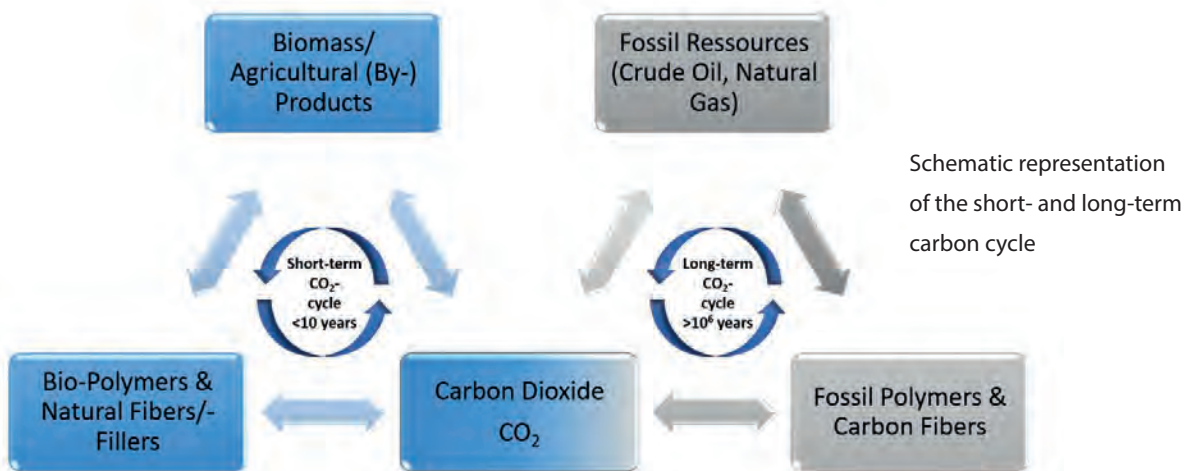 Biomass/
Agricultural (By-)
Products
Fossil Ressources
(Crude Oil, Natural
Gas)
Schematic representation
of the short- and long-term
carbon cycle
Short-term
CO₂-
cycle
<10 years
Long-term
CO₂-
cycle
>10⁶ years
Bio-Polymers &
Natural Fibers/-
Fillers
Carbon Dioxide
CO₂
Fossil Polymers &
Carbon Fibers